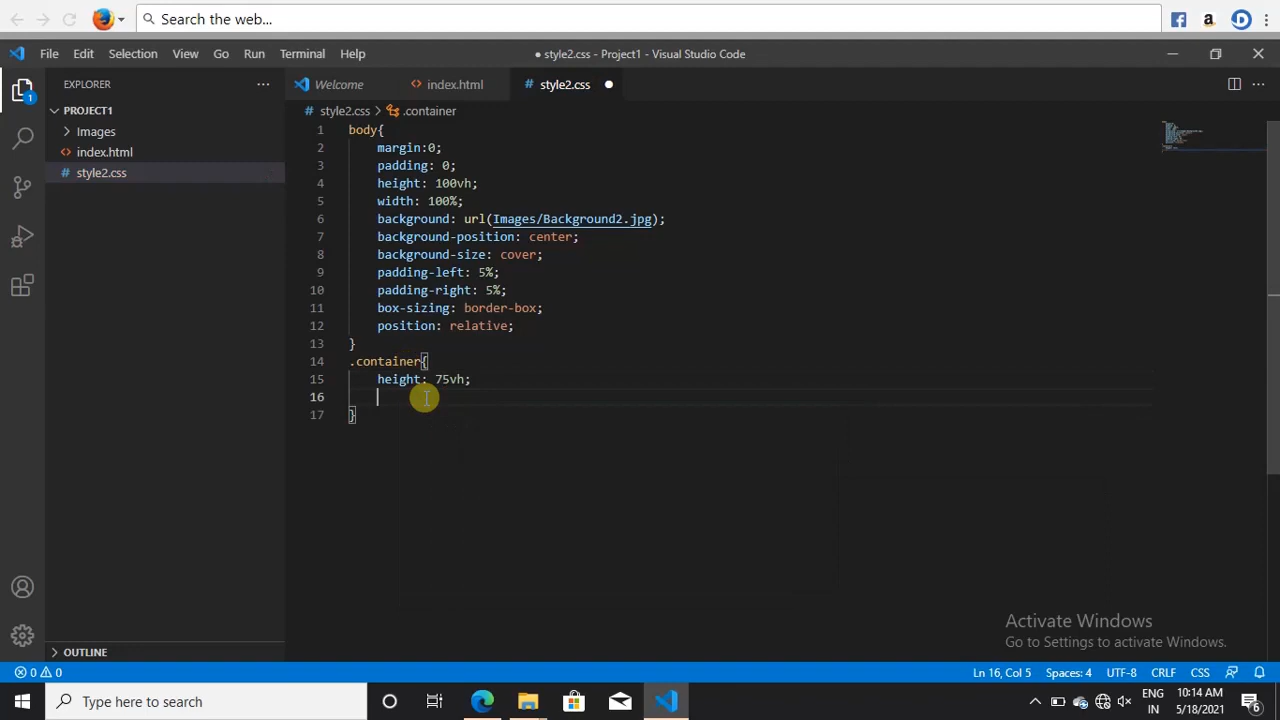 Search the web...
File Edit Selection View Go Run Terminal Help
● style2.css - Project1 - Visual Studio Code
EXPLORER
Welcome
index.html
style2.css
PROJECT1
Images
index.html
style2.css
1
style2.css > .container
1 body{
2 margin:0;
3 padding: 0;
4 height: 100vh;
5 width: 100%;
6 background: url(Images/Background2.jpg);
7 background-position: center;
8 background-size: cover;
9 padding-left: 5%;
10 padding-right: 5%;
11 box-sizing: border-box;
12 position: relative;
13 }
14 .container{
15 height: 75vh;
16
17 }
Activate Windows
Go to Settings to activate Windows.
OUTLINE
0 0
Ln 16, Col 5 Spaces: 4 UTF-8 CRLF CSS
Type here to search
ENG
IN
10:14 AM
5/18/2021
6